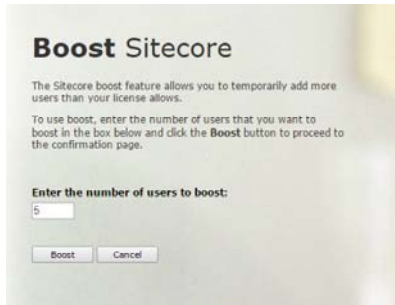 Boost Sitecore
The Sitecore boost feature allows you to temporarily add more
users than your license allows.
To use boost, enter the number of users that you want to
boost in the box below and click the Boost button to proceed to
the confirmation page.
Enter the number of users to boost:
5
Boost Cancel